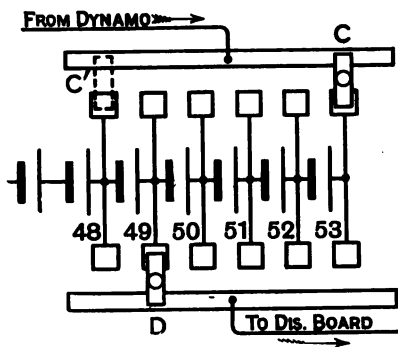 FROM DYNAMO
C
C'
48 49 50 51 52 53
D
TO DIS. BOARD